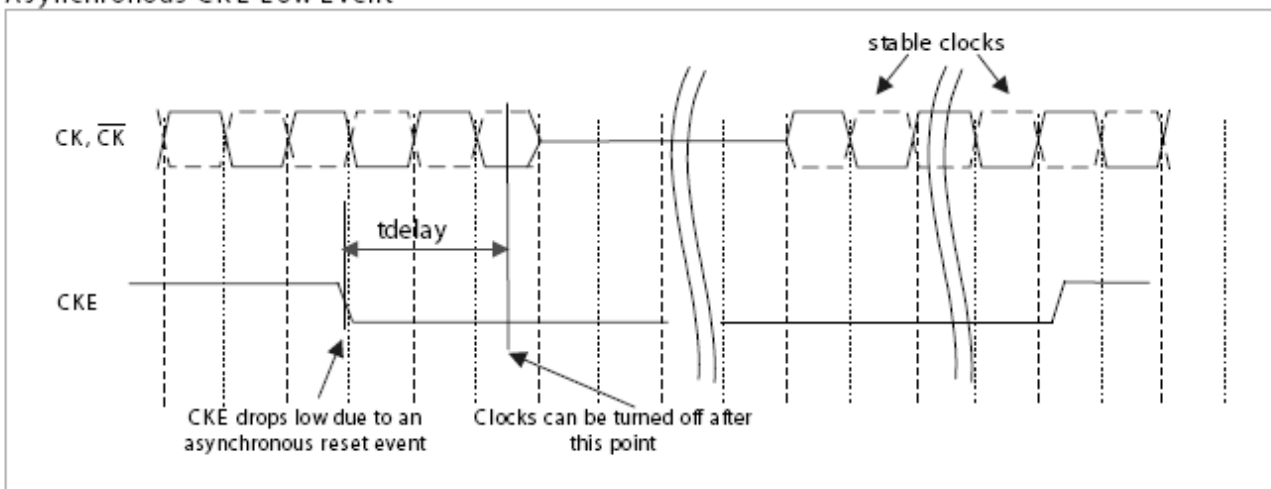 Asynchronous CKE Low Event
stable clocks
CK, C̅K̅
tdelay
CKE
CKE drops low due to an
asynchronous reset event
Clocks can be turned off after
this point